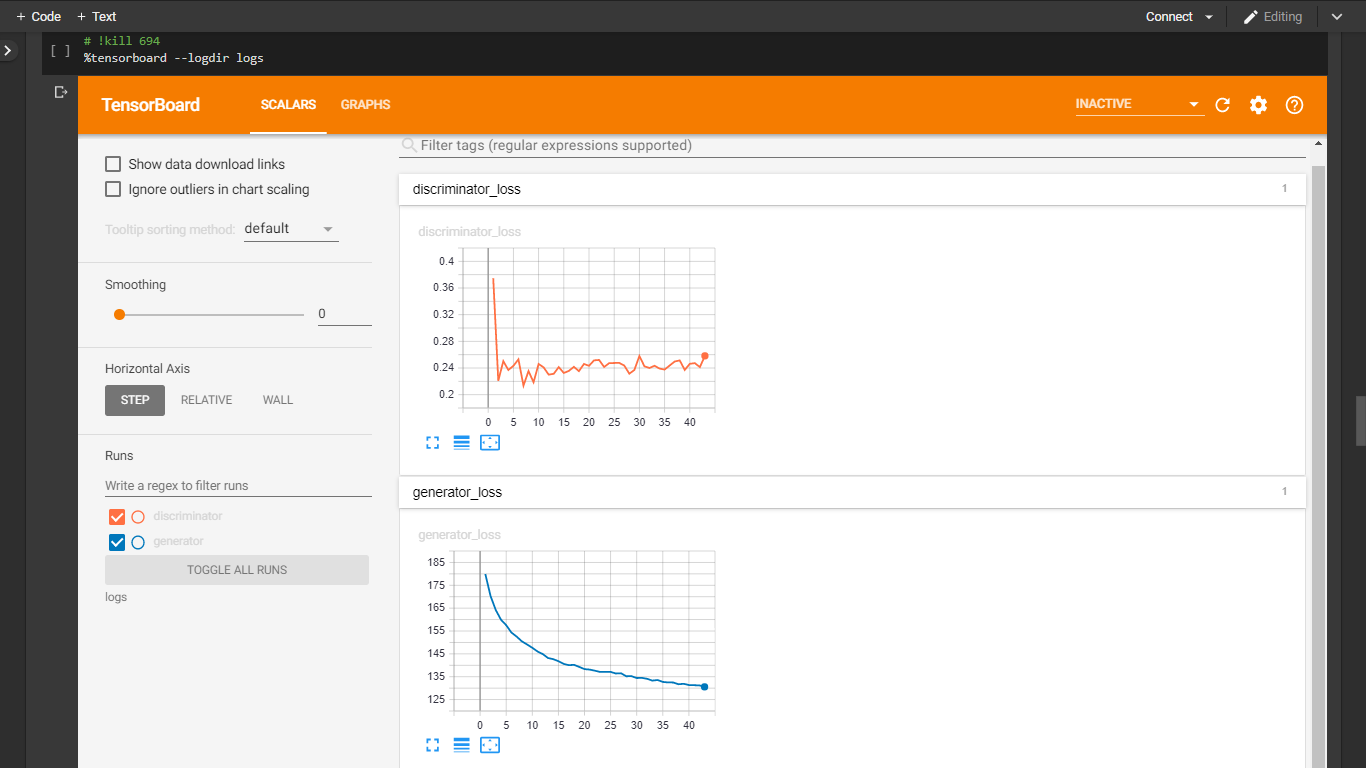 + Code + Text
Connect
Editing
[ ]
# !kill 694
%tensorboard --logdir logs
TensorBoard
SCALARS
GRAPHS
INACTIVE
Show data download links
Ignore outliers in chart scaling
Tooltip sorting method: default
Smoothing
0
Horizontal Axis
STEP RELATIVE WALL
Runs
Write a regex to filter runs
discriminator
generator
TOGGLE ALL RUNS
logs
Filter tags (regular expressions supported)
discriminator_loss 1
discriminator_loss
0.4
0.36
0.32
0.28
0.24
0.2
0 5 10 15 20 25 30 35 40
generator_loss 1
generator_loss
185
175
165
155
145
135
125
0 5 10 15 20 25 30 35 40